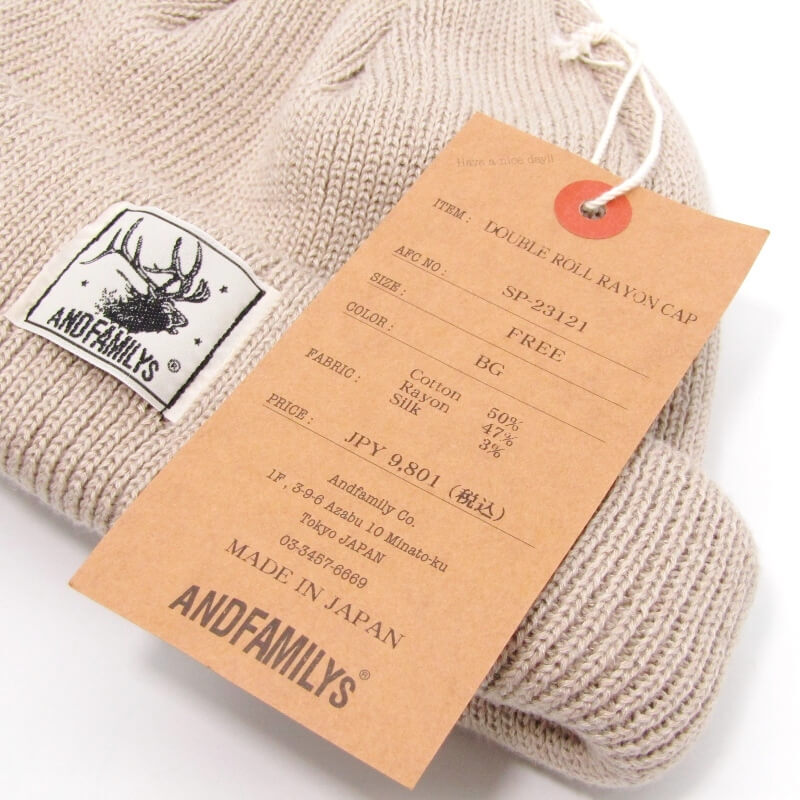 Have a nice day!!
ITEM: DOUBLE ROLL RAYON CAP
AFC NO: SP-23121
SIZE: FREE
COLOR: BG
FABRIC: Cotton 50%
Rayon 47%
Silk 3%
PRICE: JPY 9,801 (税込)
Andfamily Co.
1F, 3-9-6 Azabu 10 Minato-ku
Tokyo JAPAN
03-3457-6669
MADE IN JAPAN
ANDFAMILYS®
ANDFAMILYS®